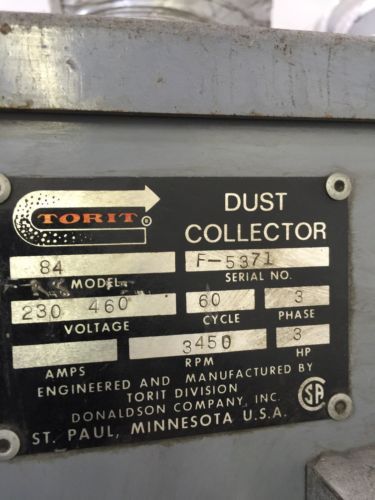 TORIT®
DUST
COLLECTOR
84
F-5371
MODEL
SERIAL NO.
230 460
60
3
VOLTAGE
CYCLE
PHASE
3450
3
AMPS
RPM
HP
ENGINEERED AND MANUFACTURED BY
TORIT DIVISION
DONALDSON COMPANY, INC.
ST. PAUL, MINNESOTA U.S.A.
SA